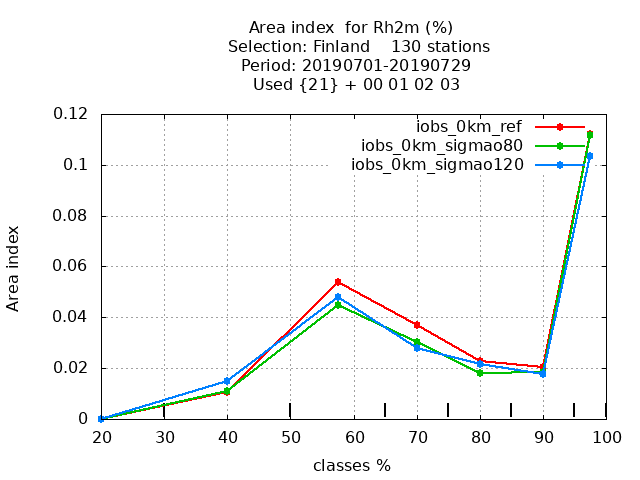 Area index  for Rh2m (%)
Selection: Finland    130 stations
Period: 20190701-20190729
Used {21} + 00 01 02 03
iobs_0km_ref
iobs_0km_sigmao80
iobs_0km_sigmao120
Area index
0.12
0.1
0.08
0.06
0.04
0.02
0
20 30 40 50 60 70 80 90 100
classes %